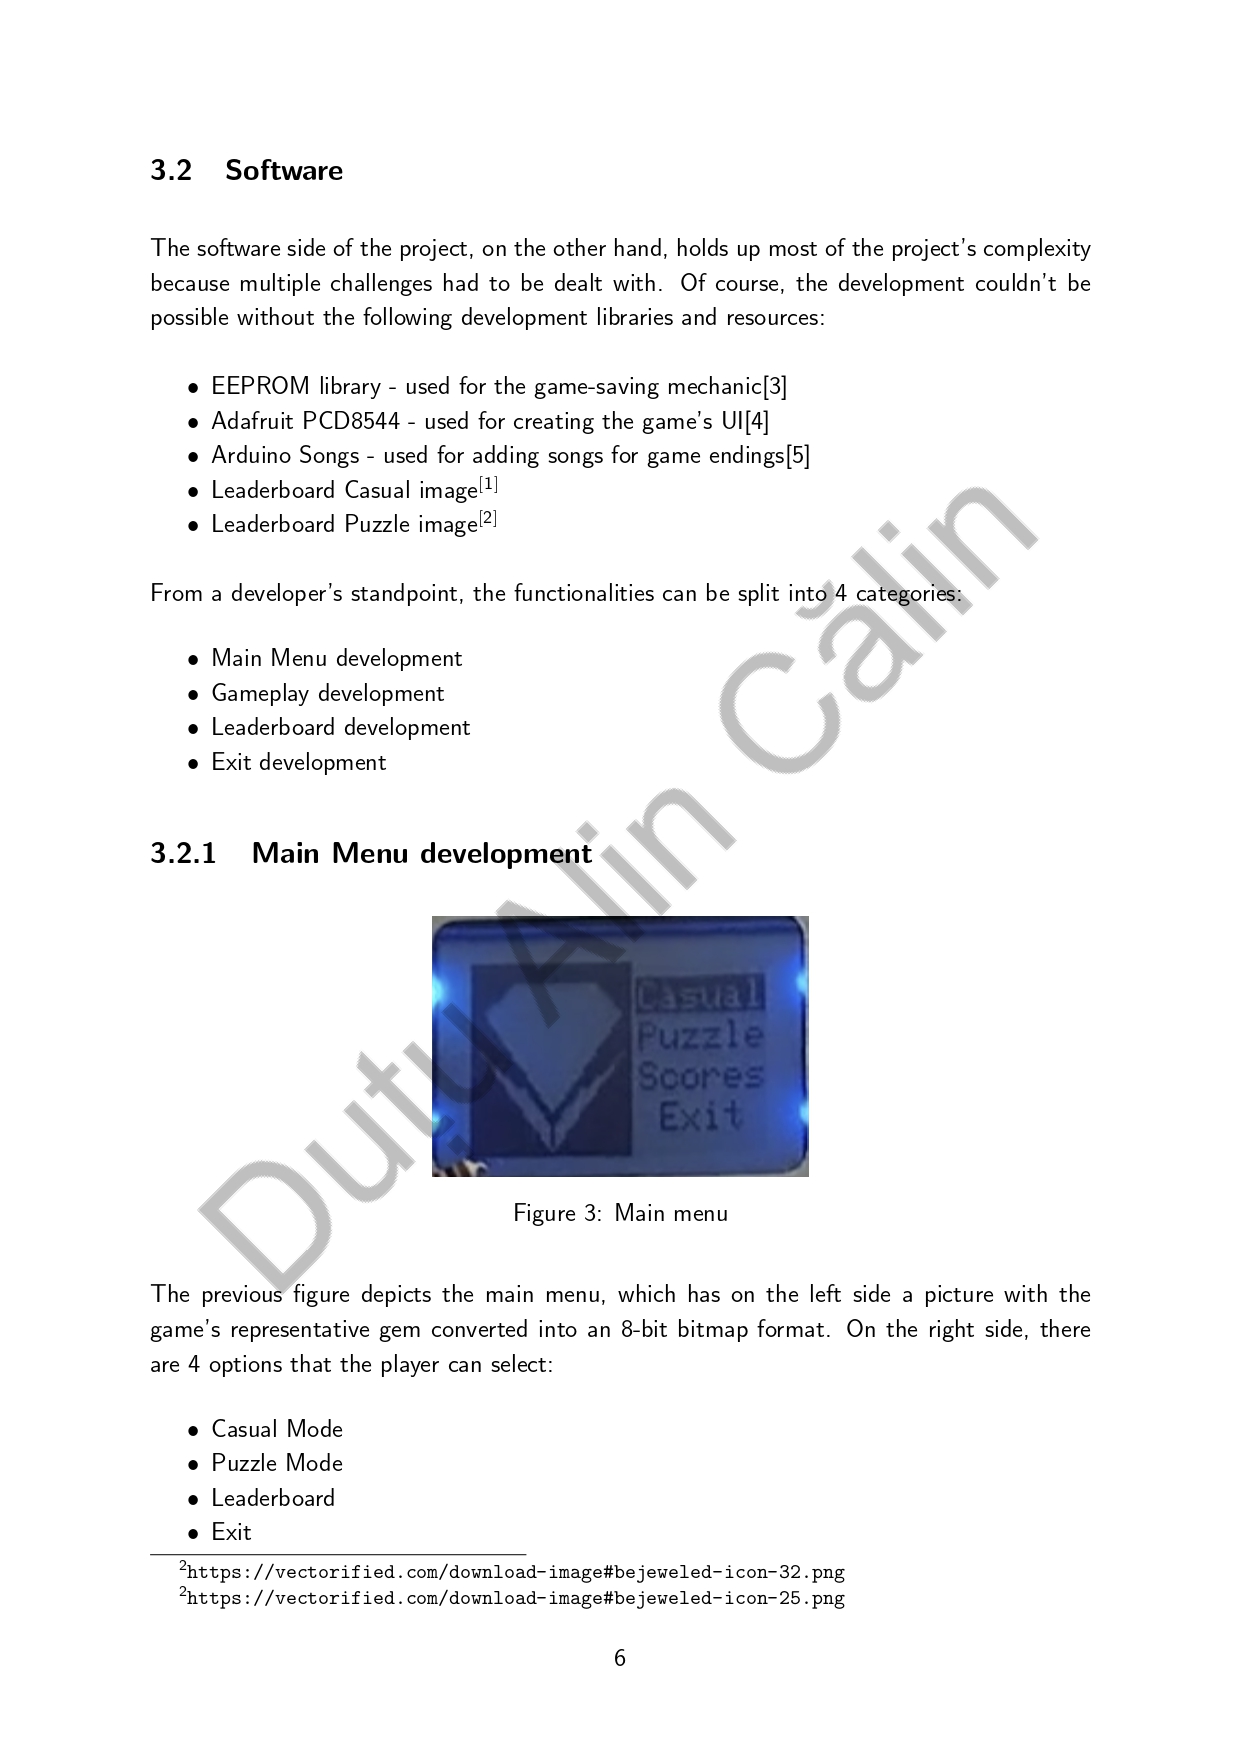 3.2 Software
The software side of the project, on the other hand, holds up most of the project's complexity
because multiple challenges had to be dealt with. Of course, the development couldn't be
possible without the following development libraries and resources:
• EEPROM library - used for the game-saving mechanic[3]
• Adafruit PCD8544 - used for creating the game's UI[4]
• Arduino Songs - used for adding songs for game endings[5]
• Leaderboard Casual image[1]
• Leaderboard Puzzle image[2]
From a developer's standpoint, the functionalities can be split into 4 categories:
• Main Menu development
• Gameplay development
• Leaderboard development
• Exit development
3.2.1 Main Menu development
Casual
Puzzle
Scores
Exit
Figure 3: Main menu
The previous figure depicts the main menu, which has on the left side a picture with the
game's representative gem converted into an 8-bit bitmap format. On the right side, there
are 4 options that the player can select:
• Casual Mode
• Puzzle Mode
• Leaderboard
• Exit
2https://vectorified.com/download-image#bejeweled-icon-32.png
2https://vectorified.com/download-image#bejeweled-icon-25.png
6
Duțu Alin Călin